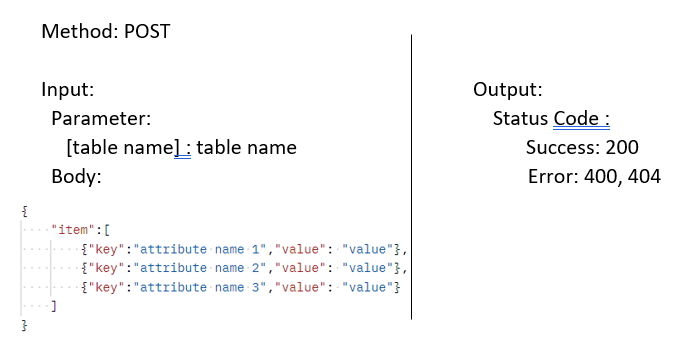 Method: POST
Input:
Parameter:
[table name] : table name
Body:
{
"item":[
{"key":"attribute name 1","value": "value"},
{"key":"attribute name 2","value": "value"},
{"key":"attribute name 3","value": "value"}
]
}
Output:
Status Code :
Success: 200
Error: 400, 404